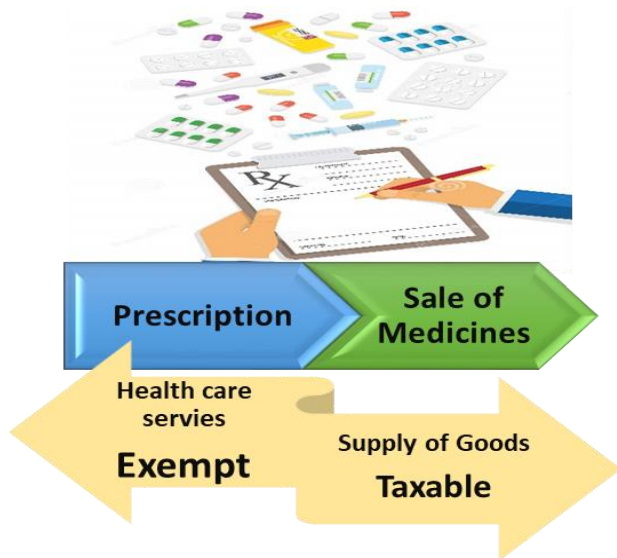 Rx
Prescription
Sale of
Medicines
Health care
servies
Exempt
Supply of Goods
Taxable